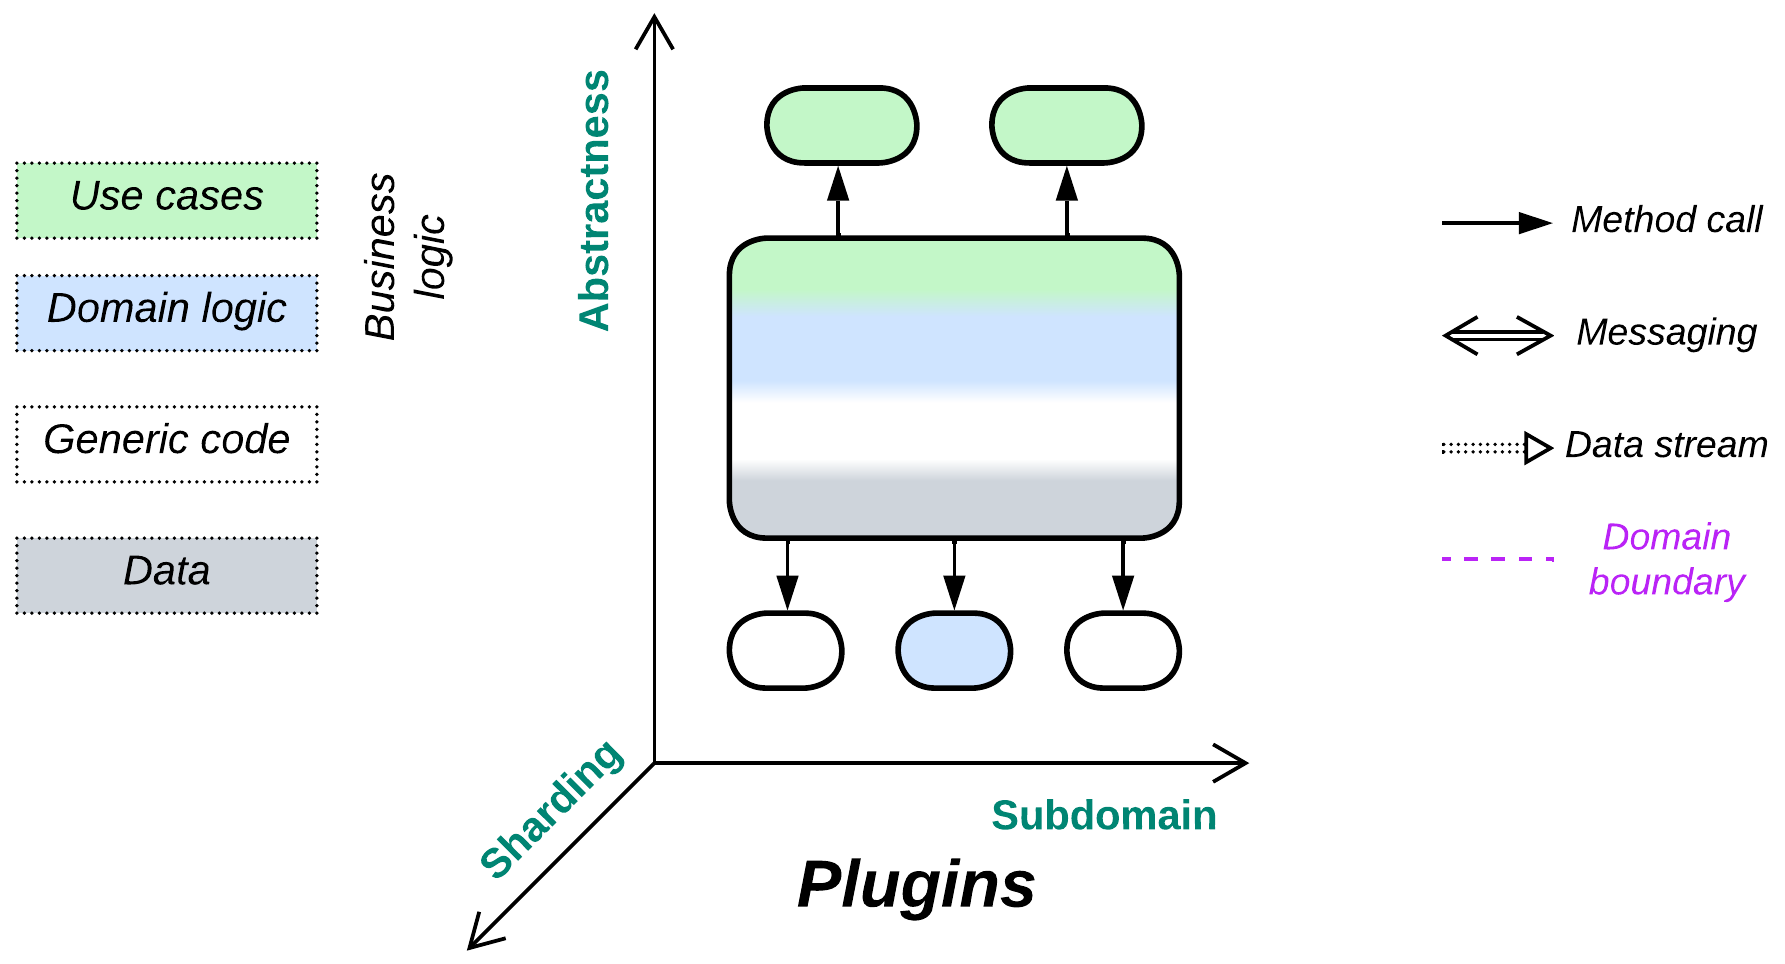 Use cases
Domain logic
Business
logic
Generic code
Data
Abstractness
Sharding
Subdomain
Plugins
Method call
Messaging
Data stream
Domain
boundary